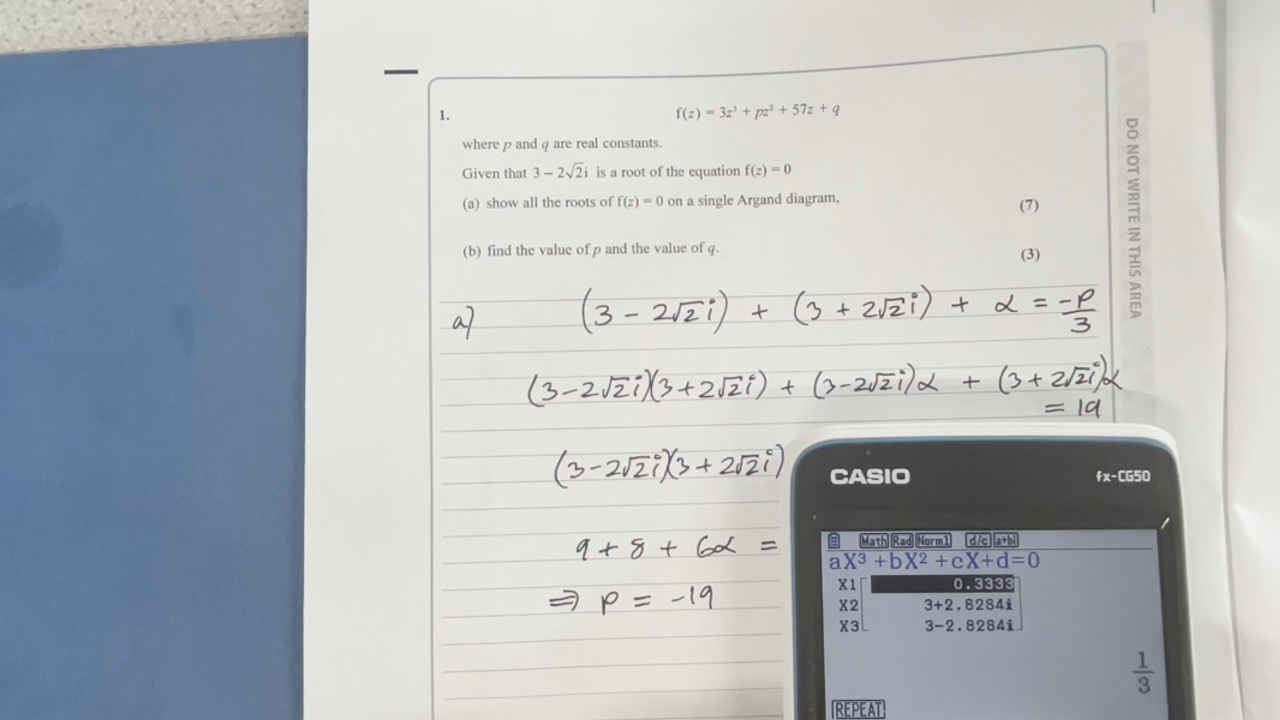 1.
f(z) = 3z³ + pz² + 57z + q
where p and q are real constants.
Given that 3 – 2√2i is a root of the equation f(z) = 0
(a) show all the roots of f(z) = 0 on a single Argand diagram,
(7)
(b) find the value of p and the value of q.
(3)
DO NOT WRITE IN THIS AREA
a) (3 - 2√2i) + (3 + 2√2i) + α = -p/3
(3-2√2i)(3+2√2i) + (3-2√2i)α + (3+2√2i)α
= 19
(3-2√2i)(3+2√2i)
9 + 8 + 6α =
⇒ p = -19
CASIO
fx-CG50
Math Rad Norm1 d/c a+bi
aX³+bX²+cX+d=0
X1 0.3333
X2 3+2.8284i
X3 3-2.8284i
1/3
REPEAT